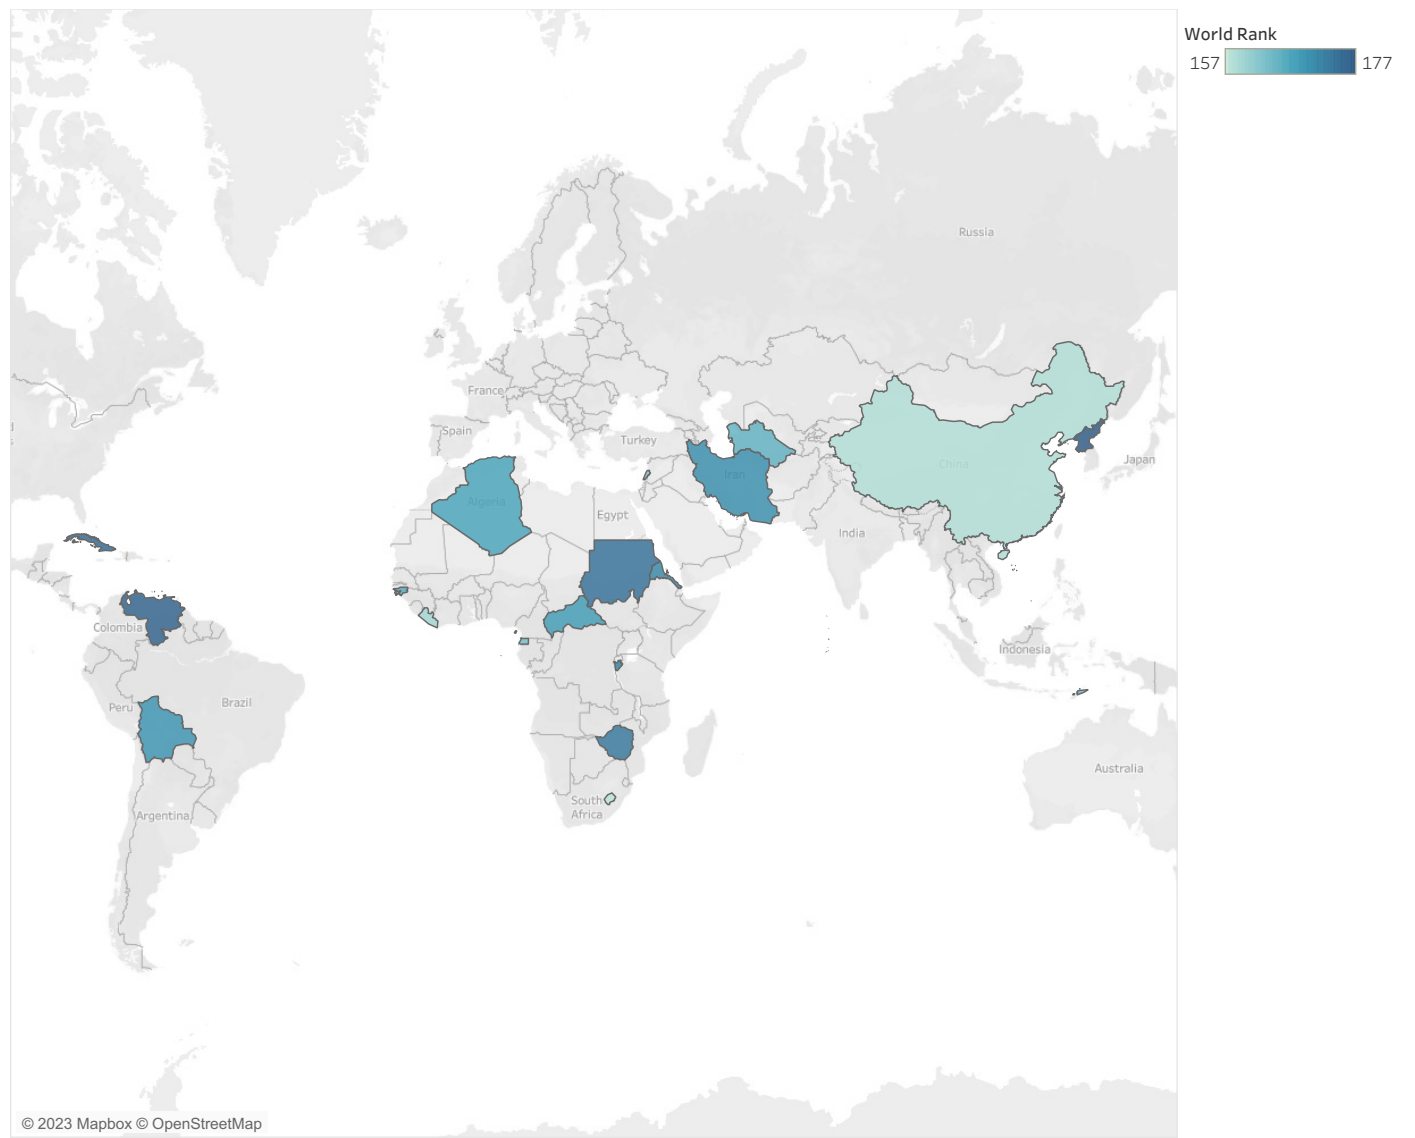 World Rank
157
177
Russia
France
Spain
Turkey
Japan
China
Iran
Algeria
Egypt
India
Colombia
Indonesia
Peru
Brazil
Australia
South
Africa
Argentina
© 2023 Mapbox © OpenStreetMap